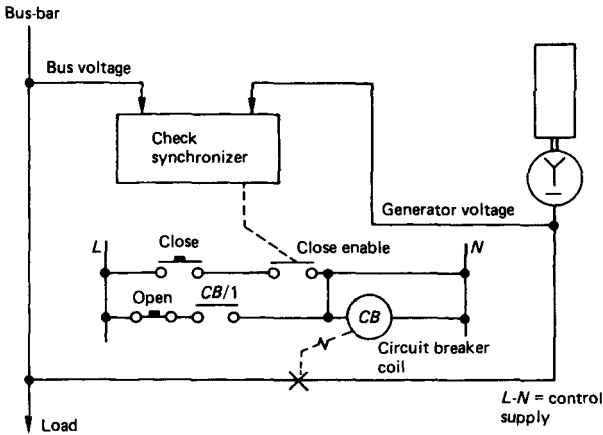 Bus-bar
Bus voltage
Check
synchronizer
Generator voltage
L
Close
Close enable
N
Open
CB/1
CB
Circuit breaker
coil
L-N = control
supply
Load